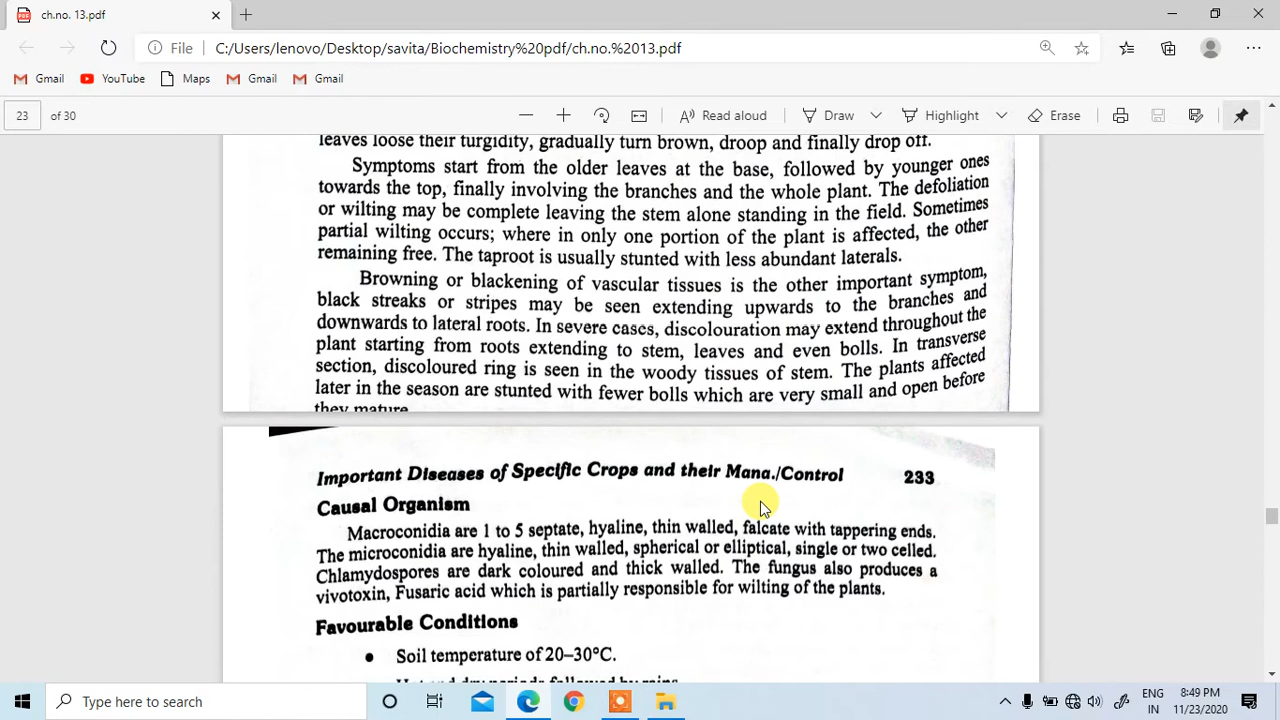 ch.no. 13.pdf
File C:/Users/lenovo/Desktop/savita/Biochemistry%20pdf/ch.no.%2013.pdf
Gmail YouTube Maps Gmail Gmail
23 of 30 Read aloud Draw Highlight Erase
leaves loose their turgidity, gradually turn brown, droop and finally drop off.
Symptoms start from the older leaves at the base, followed by younger ones
towards the top, finally involving the branches and the whole plant. The defoliation
or wilting may be complete leaving the stem alone standing in the field. Sometimes
partial wilting occurs; where in only one portion of the plant is affected, the other
remaining free. The taproot is usually stunted with less abundant laterals.
Browning or blackening of vascular tissues is the other important symptom,
black streaks or stripes may be seen extending upwards to the branches and
downwards to lateral roots. In severe cases, discolouration may extend throughout the
plant starting from roots extending to stem, leaves and even bolls. In transverse
section, discoloured ring is seen in the woody tissues of stem. The plants affected
later in the season are stunted with fewer bolls which are very small and open before
they mature.
Important Diseases of Specific Crops and their Mana./Control 233
Causal Organism
Macroconidia are 1 to 5 septate, hyaline, thin walled, falcate with tappering ends.
The microconidia are hyaline, thin walled, spherical or elliptical, single or two celled.
Chlamydospores are dark coloured and thick walled. The fungus also produces a
vivotoxin, Fusaric acid which is partially responsible for wilting of the plants.
Favourable Conditions
• Soil temperature of 20–30°C.
Hot and dry periods followed by rains.
Type here to search
ENG 8:49 PM
IN 11/23/2020